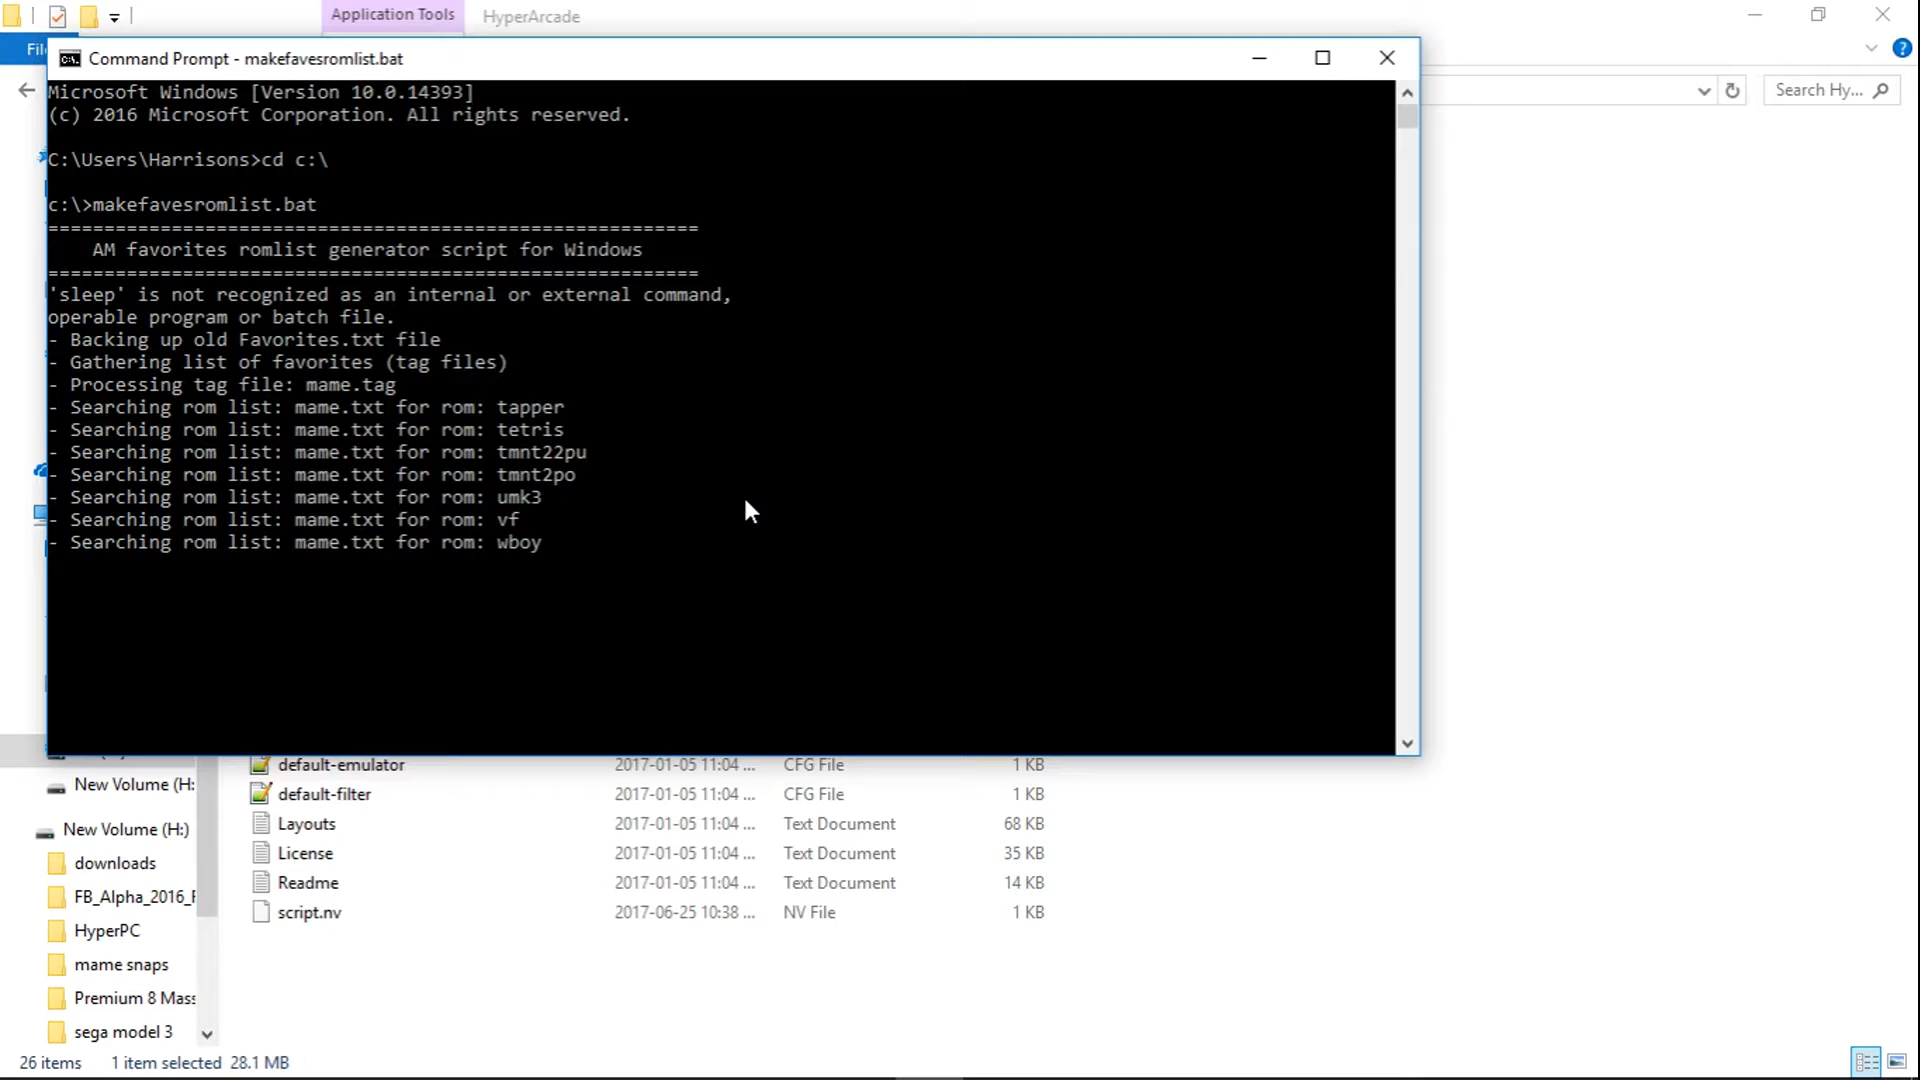 Application Tools
HyperArcade
Command Prompt - makefavesromlist.bat
Search Hy...
Microsoft Windows [Version 10.0.14393]
(c) 2016 Microsoft Corporation. All rights reserved.
C:\Users\Harrisons>cd c:\
c:\>makefavesromlist.bat
=========================================================
AM favorites romlist generator script for Windows
=========================================================
'sleep' is not recognized as an internal or external command,
operable program or batch file.
- Backing up old Favorites.txt file
- Gathering list of favorites (tag files)
- Processing tag file: mame.tag
- Searching rom list: mame.txt for rom: tapper
- Searching rom list: mame.txt for rom: tetris
- Searching rom list: mame.txt for rom: tmnt22pu
- Searching rom list: mame.txt for rom: tmnt2po
- Searching rom list: mame.txt for rom: umk3
- Searching rom list: mame.txt for rom: vf
- Searching rom list: mame.txt for rom: wboy
New Volume (H:
New Volume (H:)
downloads
FB_Alpha_2016_F
HyperPC
mame snaps
Premium 8 Mass
sega model 3
default-emulator 2017-01-05 11:04 ... CFG File 1 KB
default-filter 2017-01-05 11:04 ... CFG File 1 KB
Layouts 2017-01-05 11:04 ... Text Document 68 KB
License 2017-01-05 11:04 ... Text Document 35 KB
Readme 2017-01-05 11:04 ... Text Document 14 KB
script.nv 2017-06-25 10:38 ... NV File 1 KB
26 items 1 item selected 28.1 MB